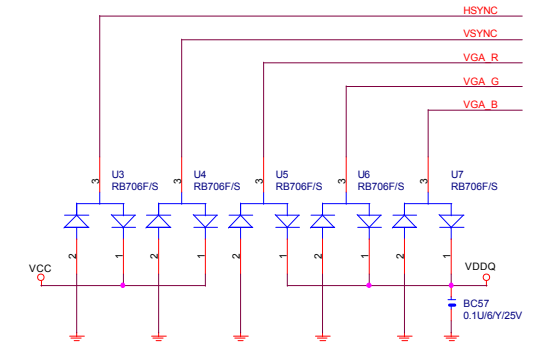 HSYNC
VSYNC
VGA_R
VGA_G
VGA_B
3 U3 3 U4 3 U5 3 U6 3 U7
RB706F/S RB706F/S RB706F/S RB706F/S RB706F/S
2 1 2 1 2 1 2 1 2 1
VCC VDDQ
BC57
0.1U/6/Y/25V